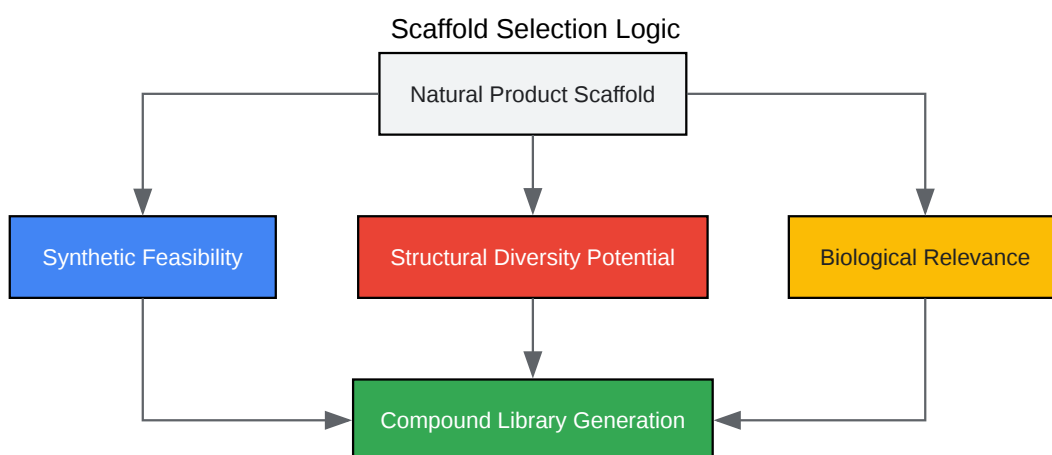 Scaffold Selection Logic
Natural Product Scaffold
Synthetic Feasibility
Structural Diversity Potential
Biological Relevance
Compound Library Generation